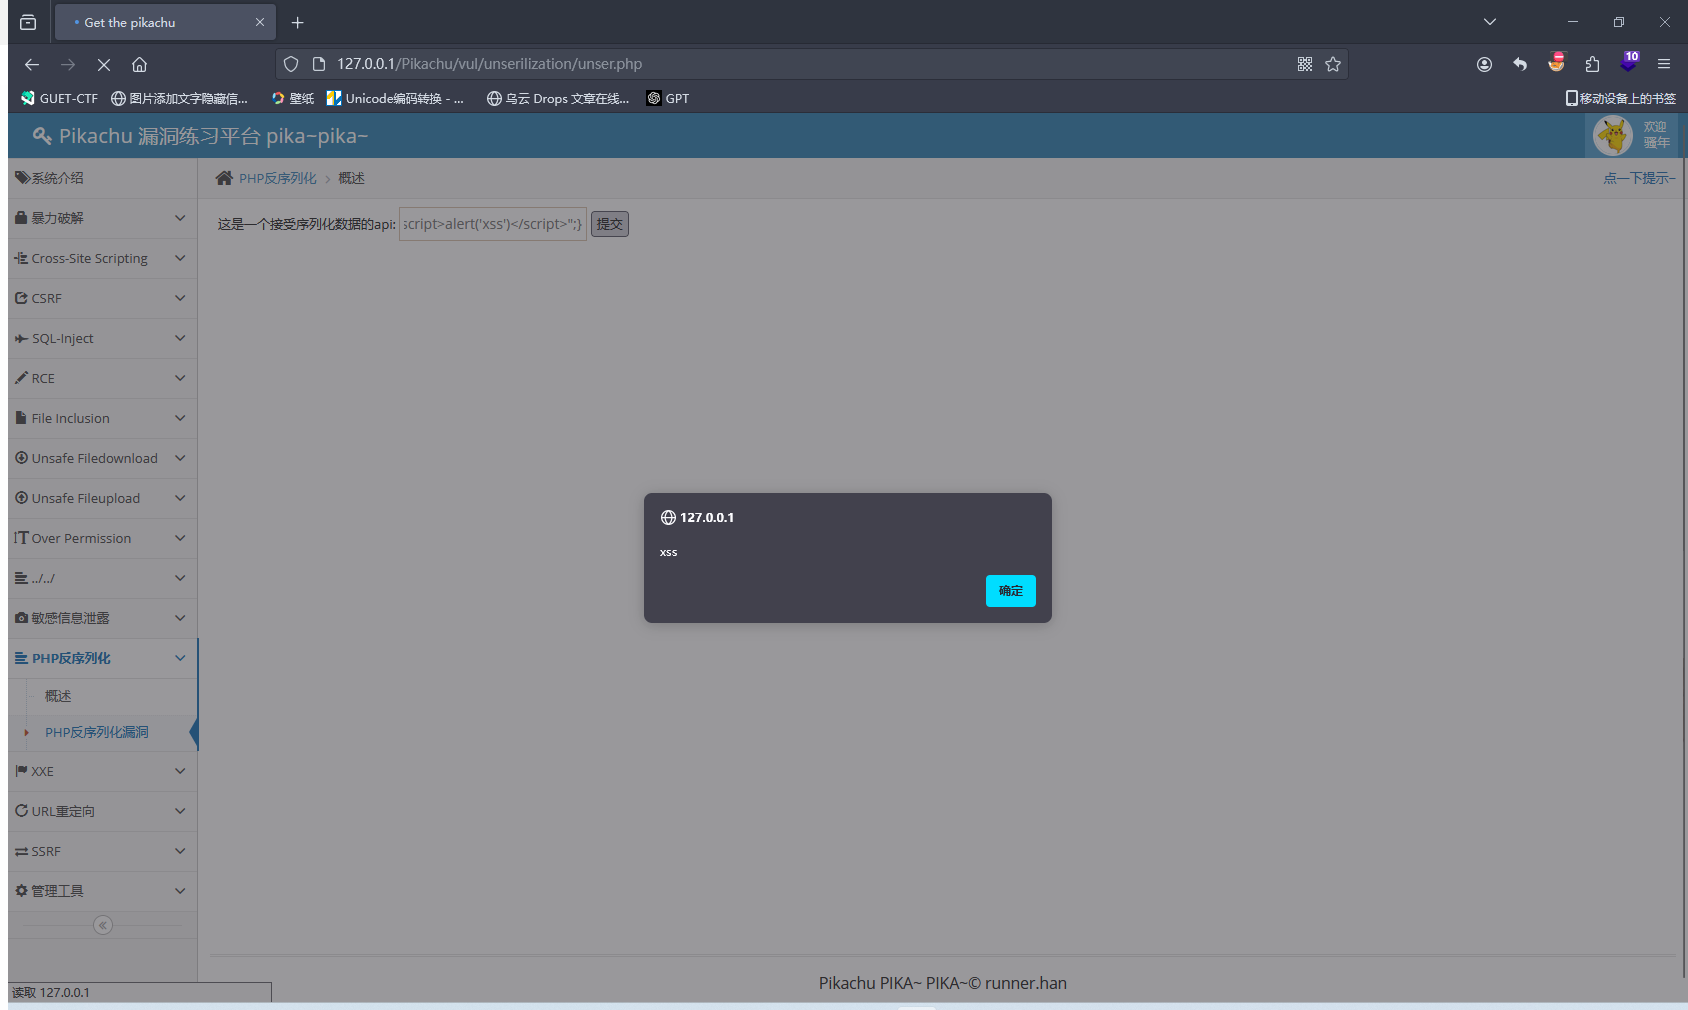 Get the pikachu
127.0.0.1/Pikachu/vul/unserilization/unser.php
10
GUET-CTF 图片添加文字隐藏信... 壁纸 Unicode编码转换 - ... 乌云 Drops 文章在线... GPT 移动设备上的书签
Pikachu 漏洞练习平台 pika~pika~
欢迎
骚年
系统介绍
PHP反序列化 概述
点一下提示~
暴力破解
这是一个接受序列化数据的api: script>alert('xss')</script>";} 提交
Cross-Site Scripting
CSRF
SQL-Inject
RCE
File Inclusion
Unsafe Filedownload
Unsafe Fileupload
127.0.0.1
Over Permission
xss
../../
确定
敏感信息泄露
PHP反序列化
概述
PHP反序列化漏洞
XXE
URL重定向
SSRF
管理工具
Pikachu PIKA~ PIKA~© runner.han
读取 127.0.0.1